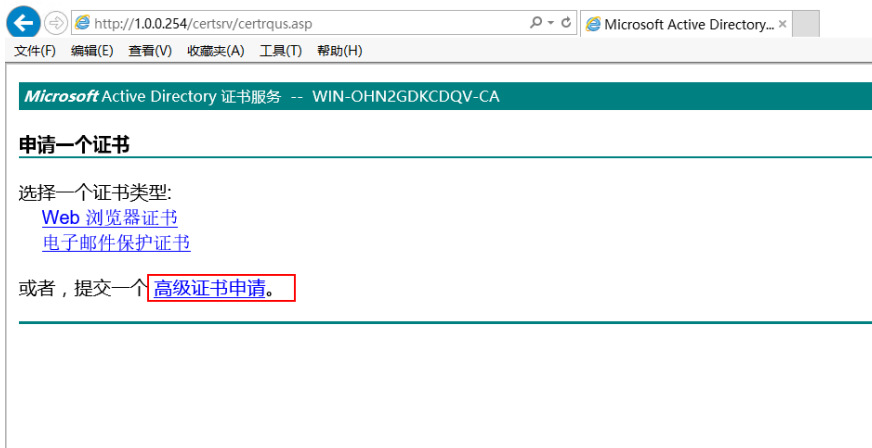 http://1.0.0.254/certsrv/certrqus.asp
Microsoft Active Directory...
文件(F) 编辑(E) 查看(V) 收藏夹(A) 工具(T) 帮助(H)
Microsoft Active Directory 证书服务 -- WIN-OHN2GDKCDQV-CA
申请一个证书
选择一个证书类型:
Web 浏览器证书
电子邮件保护证书
或者，提交一个 高级证书申请。